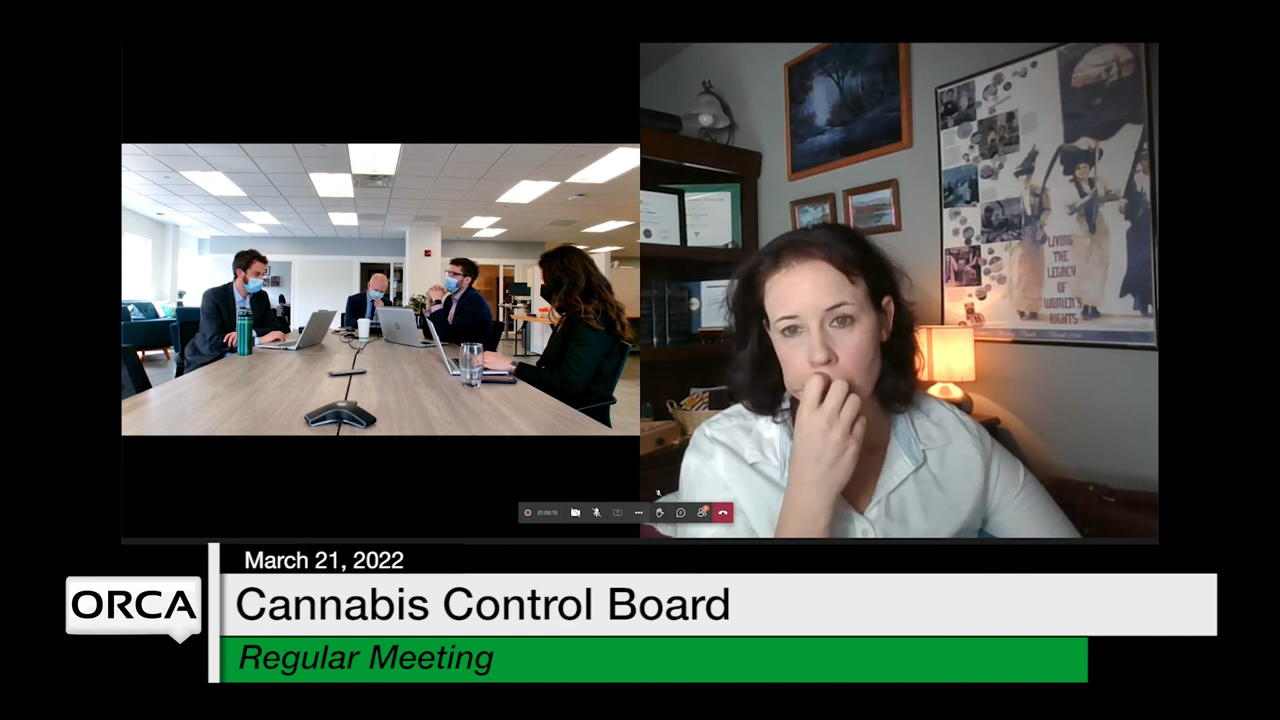 LIVING
THE
LEGACY
OF
WOMEN'S
RIGHTS
March 21, 2022
ORCA
Cannabis Control Board
Regular Meeting